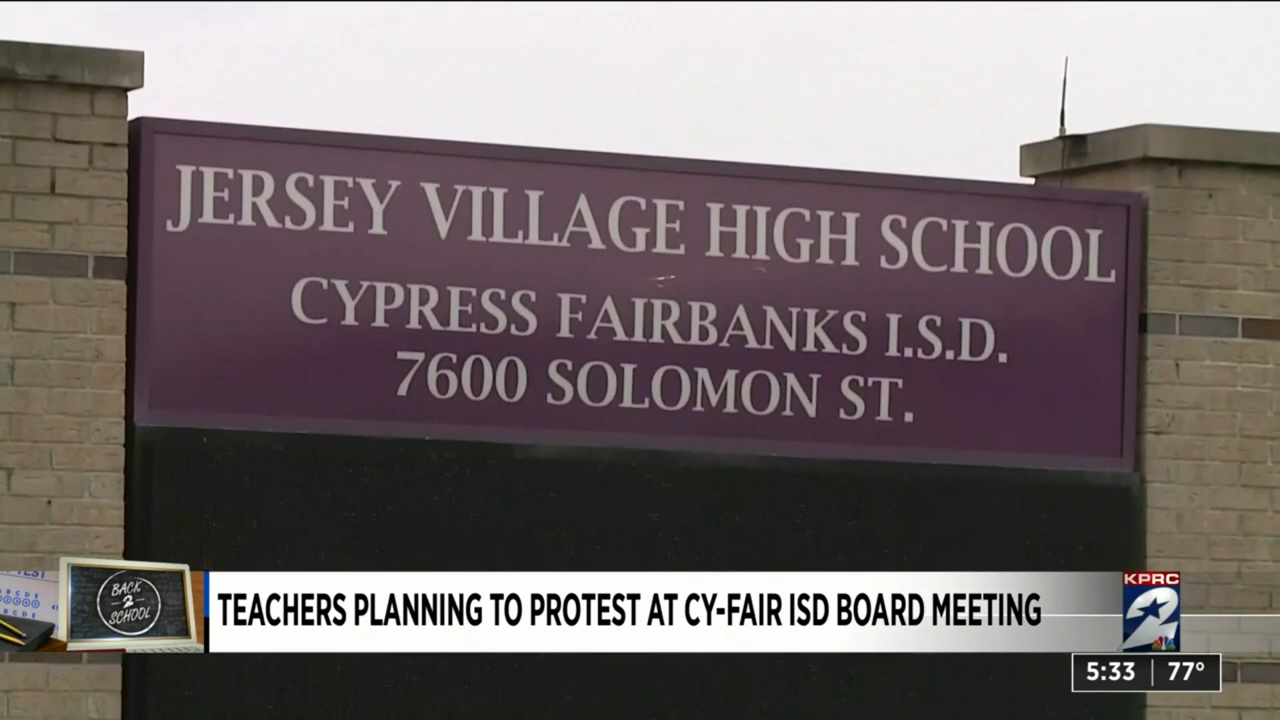 JERSEY VILLAGE HIGH SCHOOL
CYPRESS FAIRBANKS I.S.D.
7600 SOLOMON ST.
TEST
BACK
2
SCHOOL
TEACHERS PLANNING TO PROTEST AT CY-FAIR ISD BOARD MEETING
KPRC
2
5:33 77°